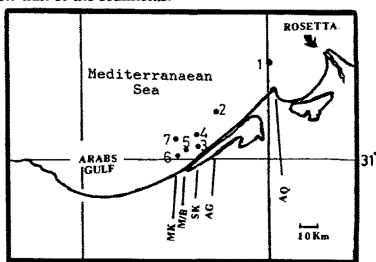 ROSETTA
Mediterranaean
Sea
1
2
4
7
5
3
6
ARABS
GULF
31°
MK
M/B
SK
AG
AQ
10 Km